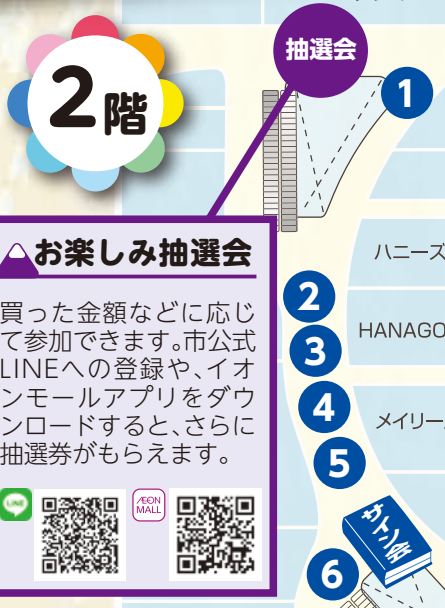 抽選会
1
2階
お楽しみ抽選会
買った金額などに応じ
て参加できます。市公式
LINEへの登録や、イオ
ンモールアプリをダウ
ンロードすると、さらに
抽選券がもらえます。
LINE
ÆON
MALL
ハニーズ
2
HANAGO
3
4
メイリー
5
サイン会
6